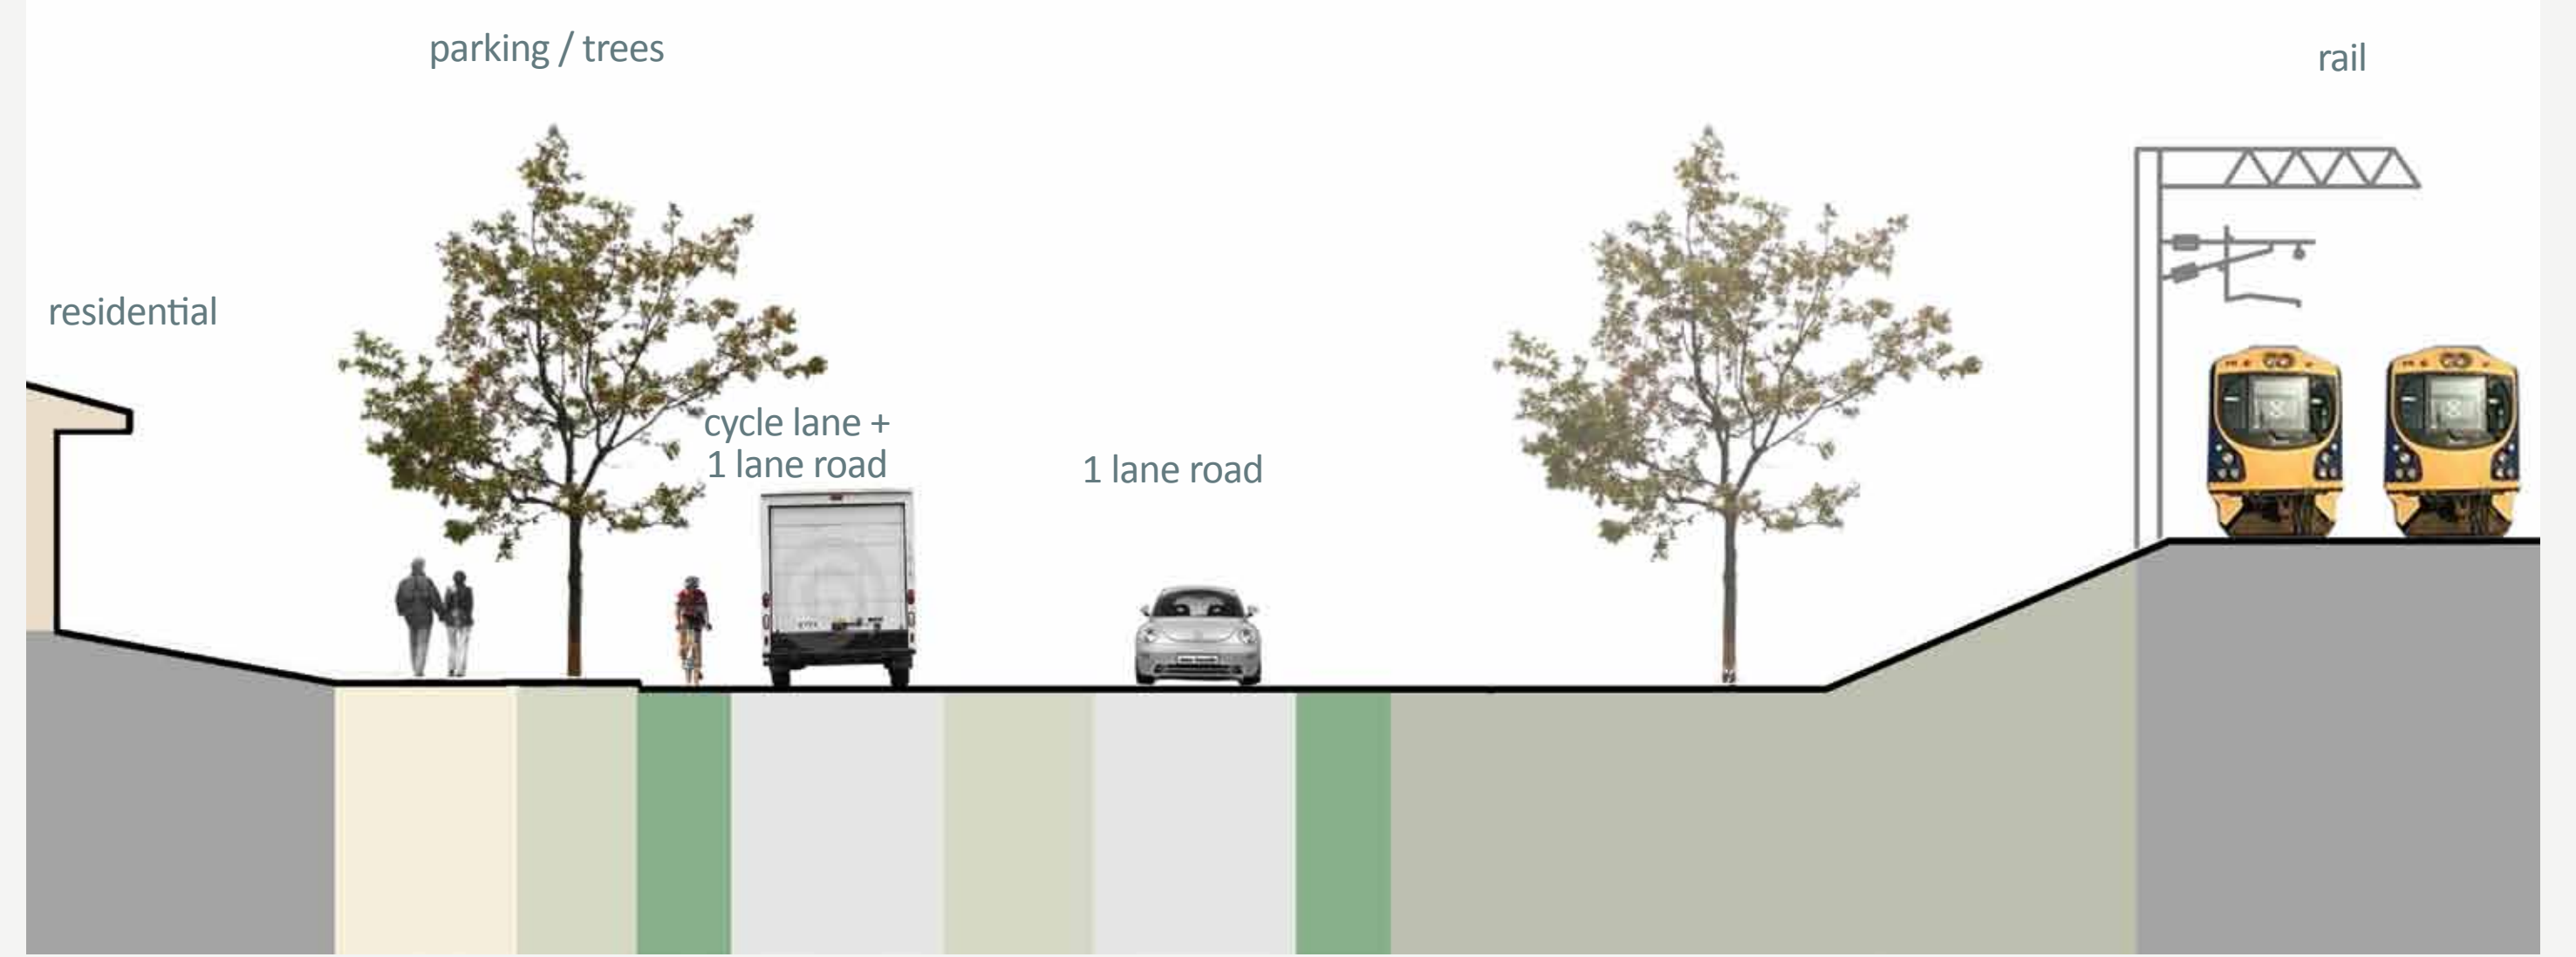 parking / trees
rail
residential
cycle lane +
1 lane road
1 lane road